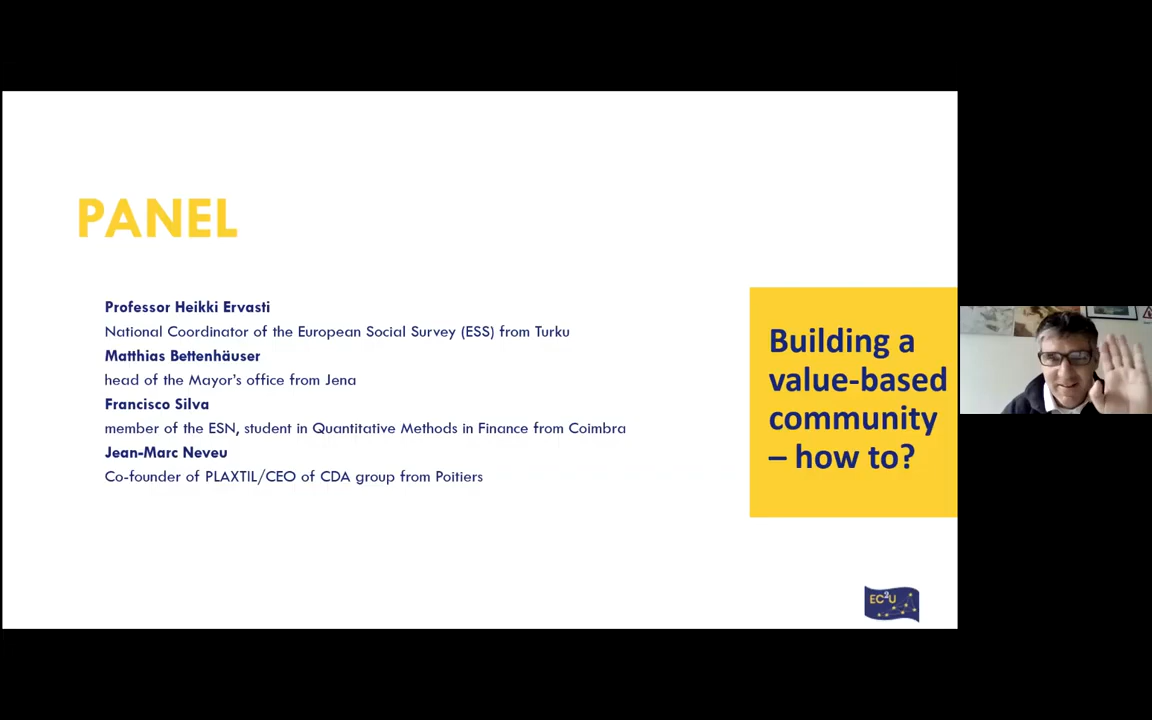 PANEL
Professor Heikki Ervasti
National Coordinator of the European Social Survey (ESS) from Turku
Matthias Bettenhäuser
head of the Mayor’s office from Jena
Francisco Silva
member of the ESN, student in Quantitative Methods in Finance from Coimbra
Jean-Marc Neveu
Co-founder of PLAXTIL/CEO of CDA group from Poitiers
Building a
value-based
community
– how to?
EC2U